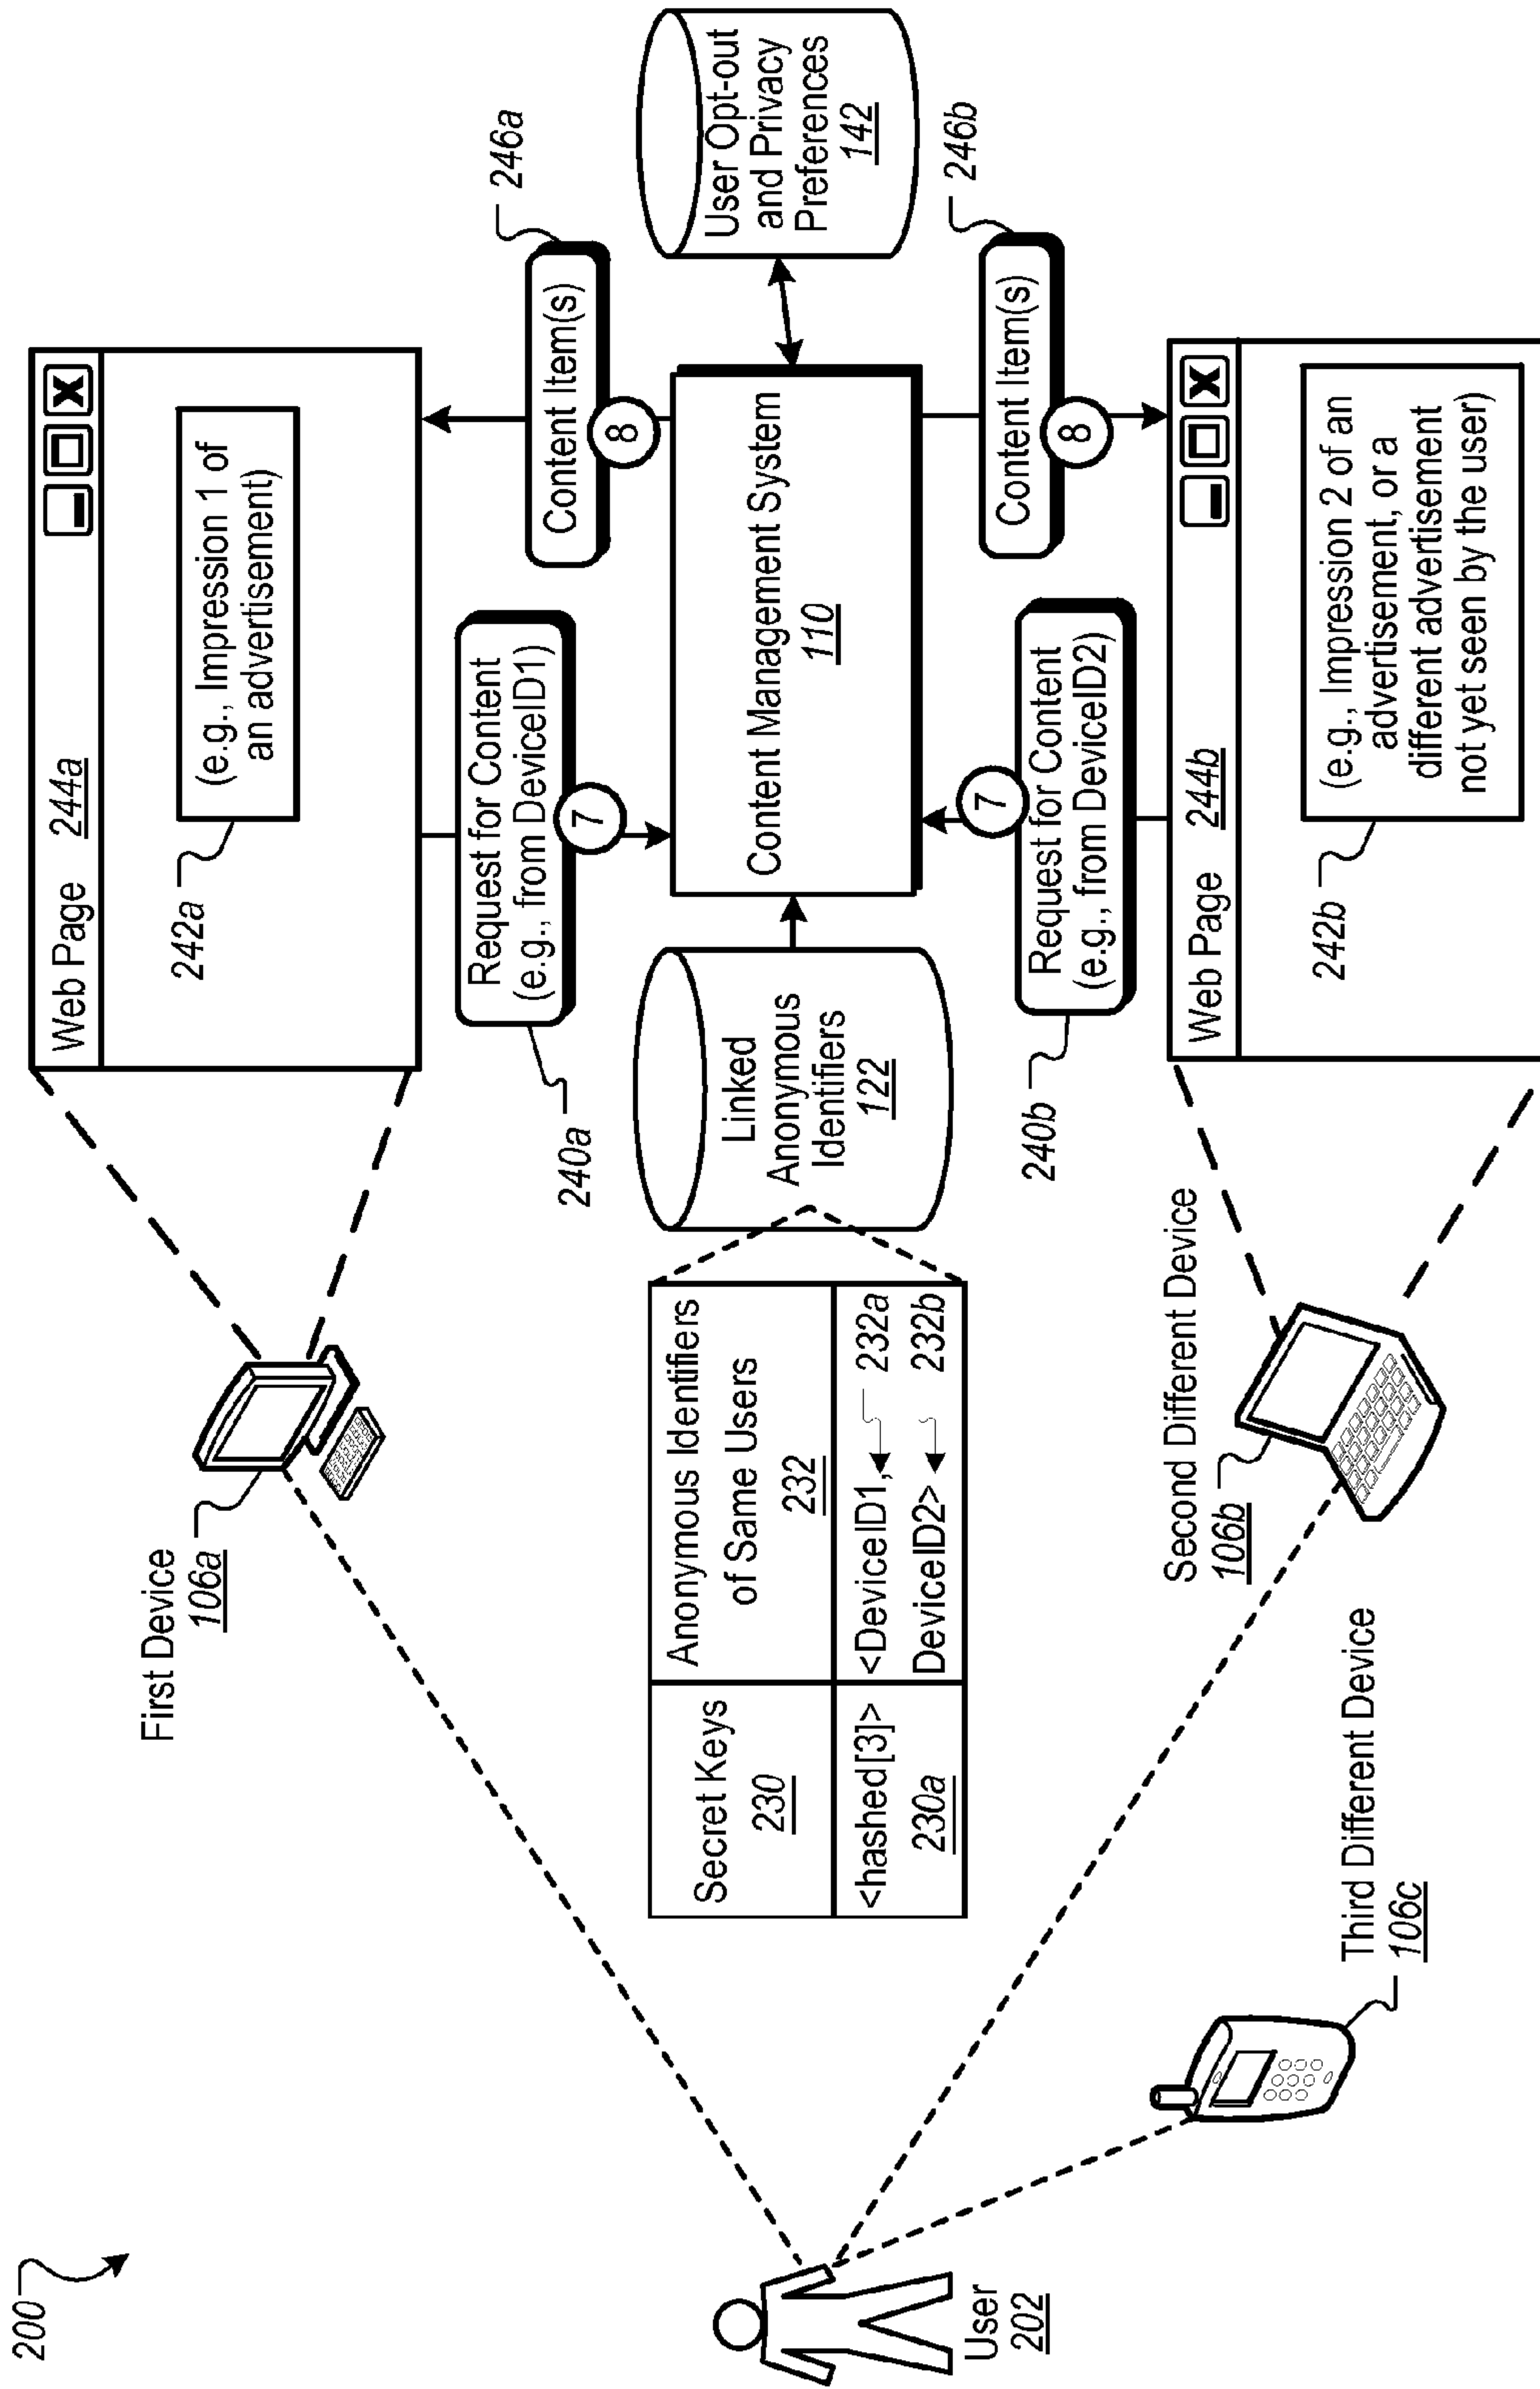 200
User
202
First Device
106a
Web Page 244a
242a
(e.g., Impression 1 of
an advertisement)
240a
Request for Content
(e.g., from DeviceID1)
7
Content Item(s)
246a
8
Secret Keys
230
Anonymous Identifiers
of Same Users
232
<hashed[3]>
230a
<DeviceID1,
232a
DeviceID2>
232b
Linked
Anonymous
Identifiers
122
Content Management System
110
User Opt-out
and Privacy
Preferences
142
240b
Request for Content
(e.g., from DeviceID2)
7
Content Item(s)
246b
8
Third Different Device
106c
Second Different Device
106b
Web Page 244b
242b
(e.g., Impression 2 of an
advertisement, or a
different advertisement
not yet seen by the user)